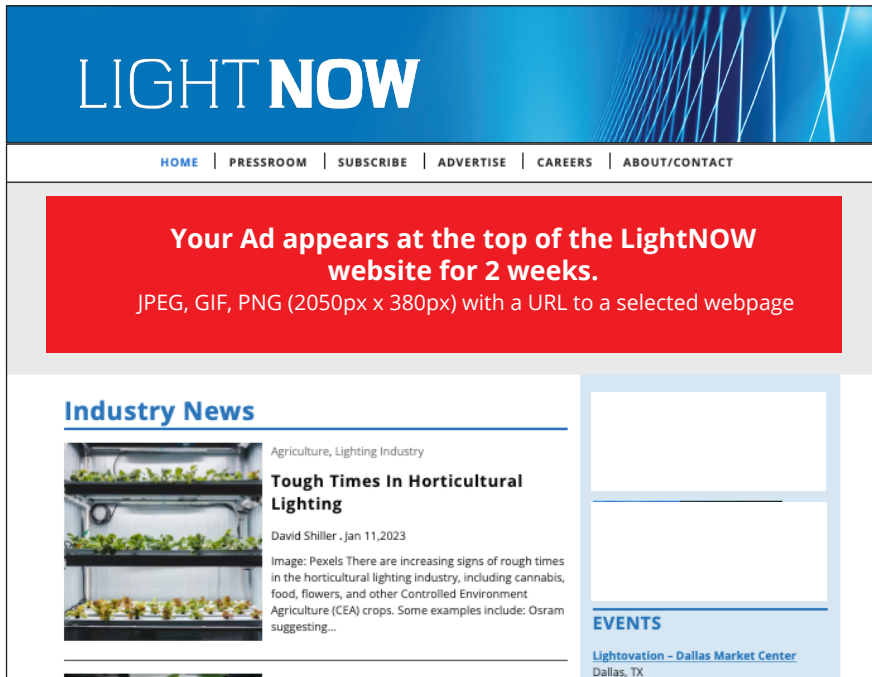 LIGHT NOW
HOME | PRESSROOM | SUBSCRIBE | ADVERTISE | CAREERS | ABOUT/CONTACT
Your Ad appears at the top of the LightNOW
website for 2 weeks.
JPEG, GIF, PNG (2050px x 380px) with a URL to a selected webpage
Industry News
Agriculture, Lighting Industry
Tough Times In Horticultural
Lighting
David Shiller . Jan 11,2023
Image: Pexels There are increasing signs of rough times
in the horticultural lighting industry, including cannabis,
food, flowers, and other Controlled Environment
Agriculture (CEA) crops. Some examples include: Osram
suggesting...
EVENTS
Lightovation – Dallas Market Center
Dallas, TX